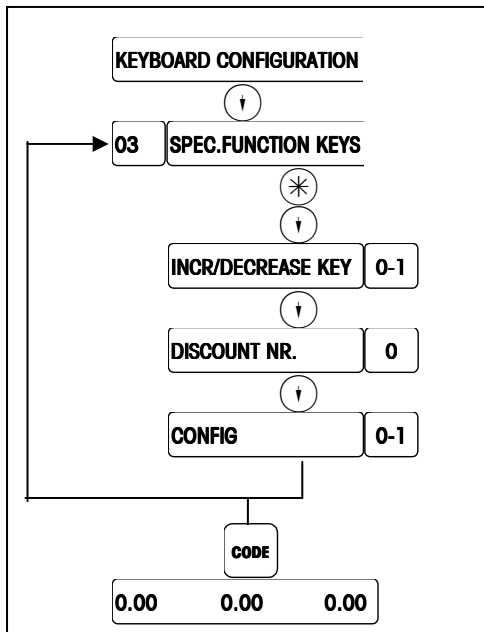 KEYBOARD CONFIGURATION
03 SPEC.FUNCTION KEYS
INCR/DECREASE KEY 0-1
DISCOUNT NR. 0
CONFIG 0-1
CODE
0.00 0.00 0.00